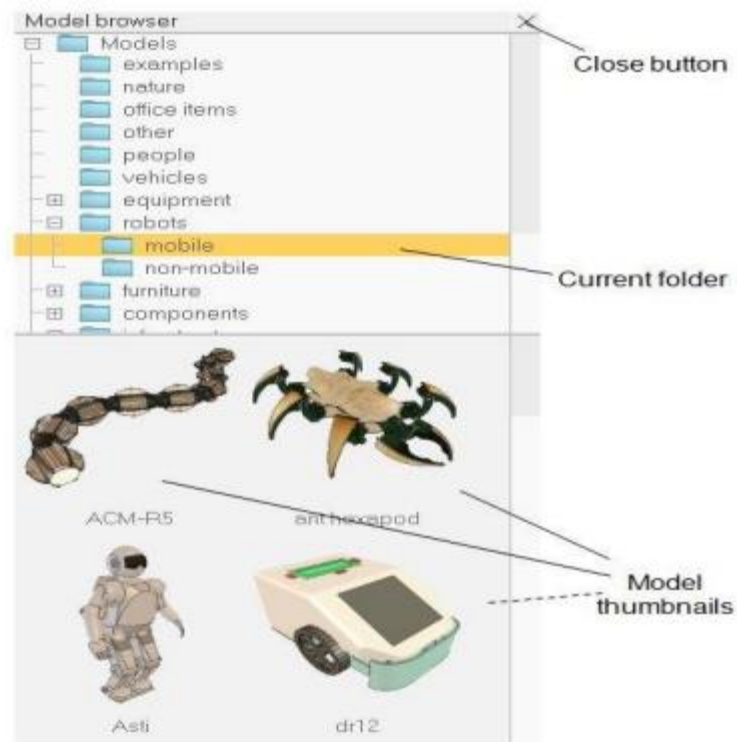 Model browser
Close button
Models
examples
nature
office items
other
people
vehicles
equipment
robots
mobile
non-mobile
Current folder
furniture
components
ACM-R5
ant hexapod
Model
thumbnails
Asti
dr12